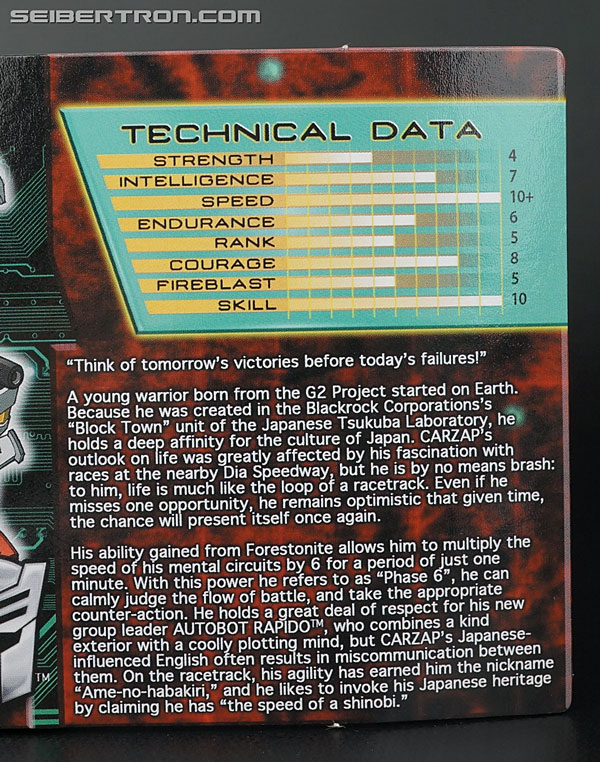 SEIBERTRON.COM
TECHNICAL DATA
STRENGTH 4
INTELLIGENCE 7
SPEED 10+
ENDURANCE 6
RANK 5
COURAGE 8
FIREBLAST 5
SKILL 10
“Think of tomorrow’s victories before today’s failures!”
A young warrior born from the G2 Project started on Earth.
Because he was created in the Blackrock Corporations’s
“Block Town” unit of the Japanese Tsukuba Laboratory, he
holds a deep affinity for the culture of Japan. CARZAP’s
outlook on life was greatly affected by his fascination with
races at the nearby Dia Speedway, but he is by no means brash:
to him, life is much like the loop of a racetrack. Even if he
misses one opportunity, he remains optimistic that given time,
the chance will present itself once again.
His ability gained from Forestonite allows him to multiply the
speed of his mental circuits by 6 for a period of just one
minute. With this power he refers to as “Phase 6”, he can
calmly judge the flow of battle, and take the appropriate
counter-action. He holds a great deal of respect for his new
group leader AUTOBOT RAPIDO™, who combines a kind
exterior with a coolly plotting mind, but CARZAP’s Japanese-
influenced English often results in miscommunication between
them. On the racetrack, his agility has earned him the nickname
“Ame-no-habakiri,” and he likes to invoke his Japanese heritage
by claiming he has “the speed of a shinobi.”
™